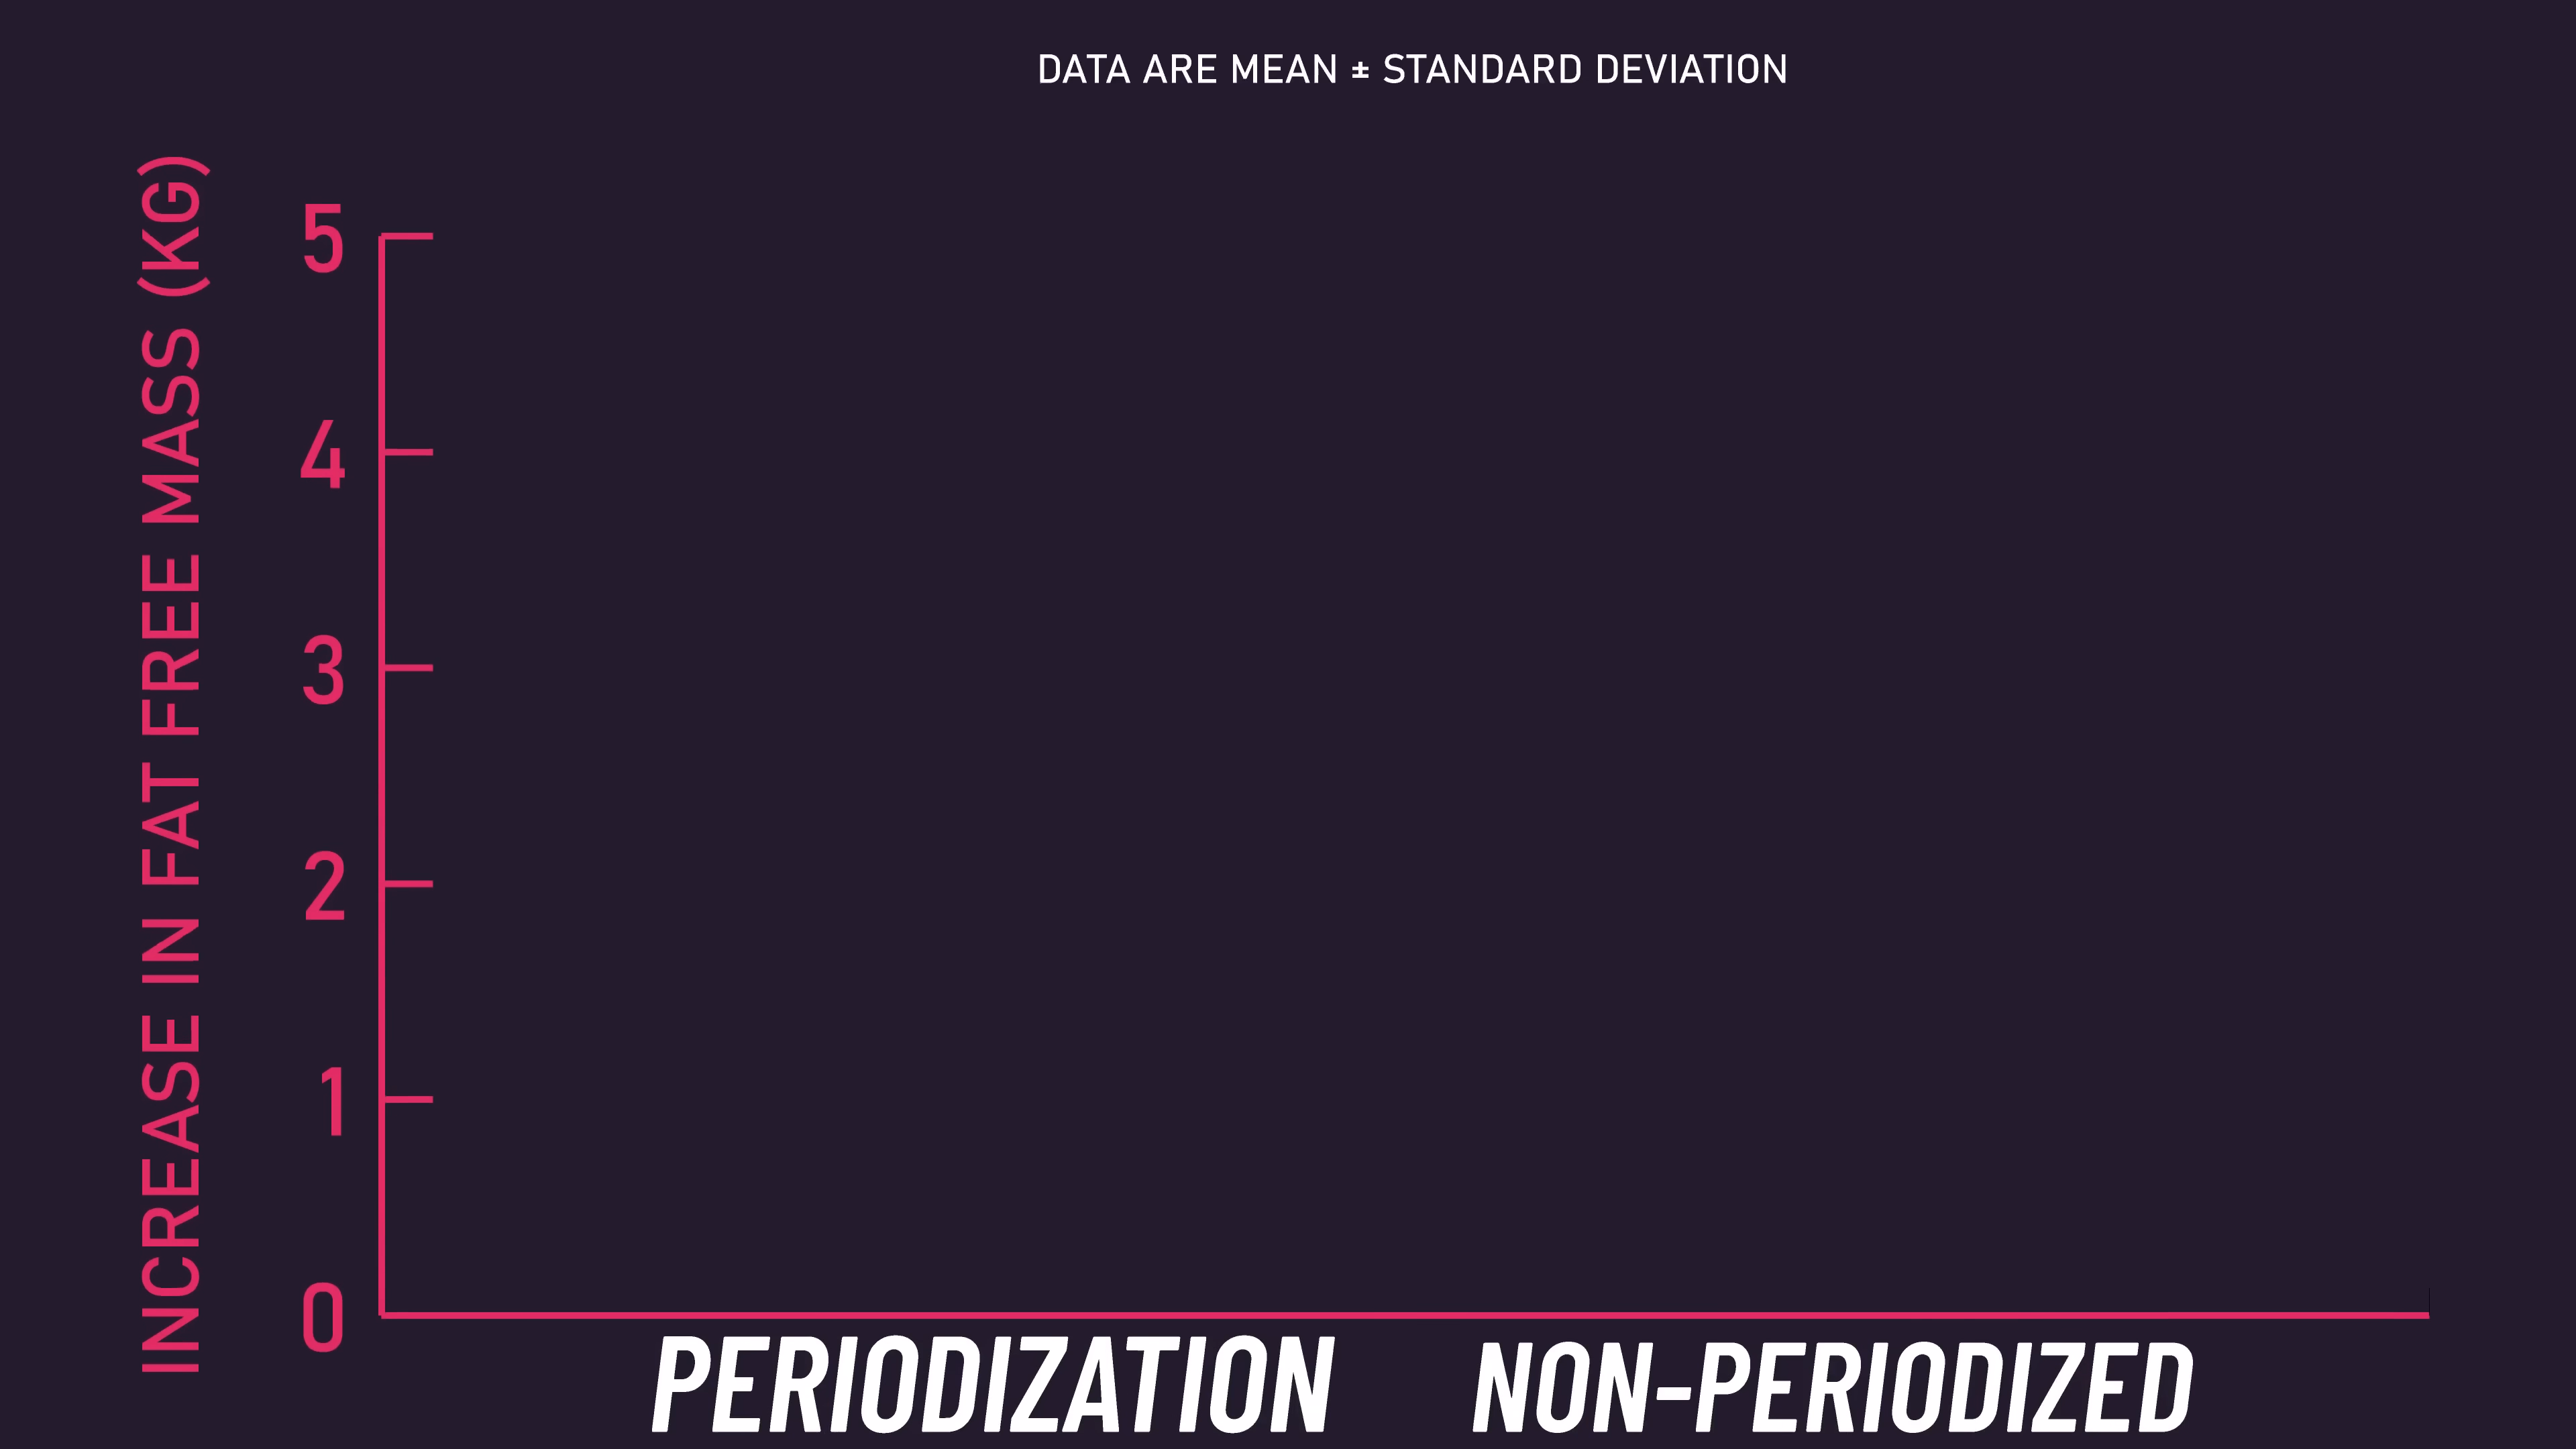 DATA ARE MEAN ± STANDARD DEVIATION
INCREASE IN FAT FREE MASS (KG)
5
4
3
2
1
0
PERIODIZATION
NON-PERIODIZED